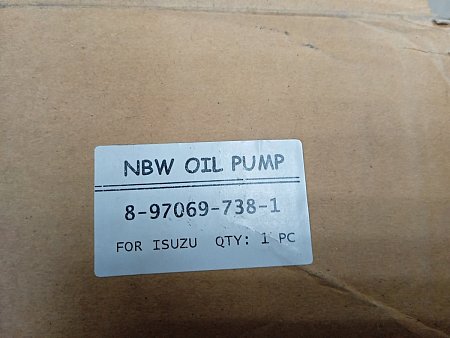 NBW OIL PUMP
8-97069-738-1
FOR ISUZU QTY: 1 PC